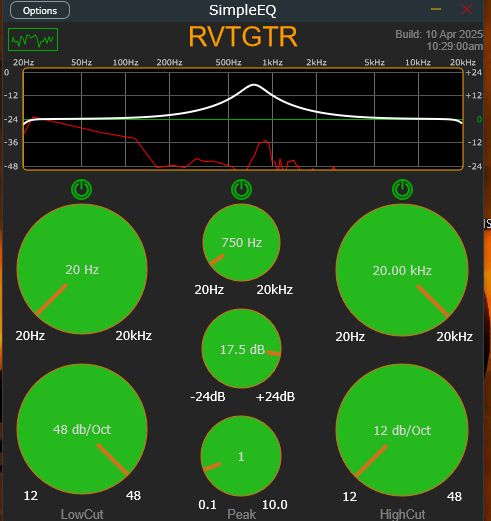 Options
SimpleEQ
RVTGTR
Build: 10 Apr 2025
10:29:00am
20Hz 50Hz 100Hz 200Hz 500Hz 1kHz 2kHz 5kHz 10kHz 20kHz
0 +24
-12 +12
-24 0
-36 -12
-48 -24
20 Hz
20Hz 20kHz
750 Hz
20Hz 20kHz
20.00 kHz
20Hz 20kHz
17.5 dB
-24dB +24dB
48 db/Oct
12 48
1
0.1 10.0
12 db/Oct
12 48
LowCut Peak HighCut